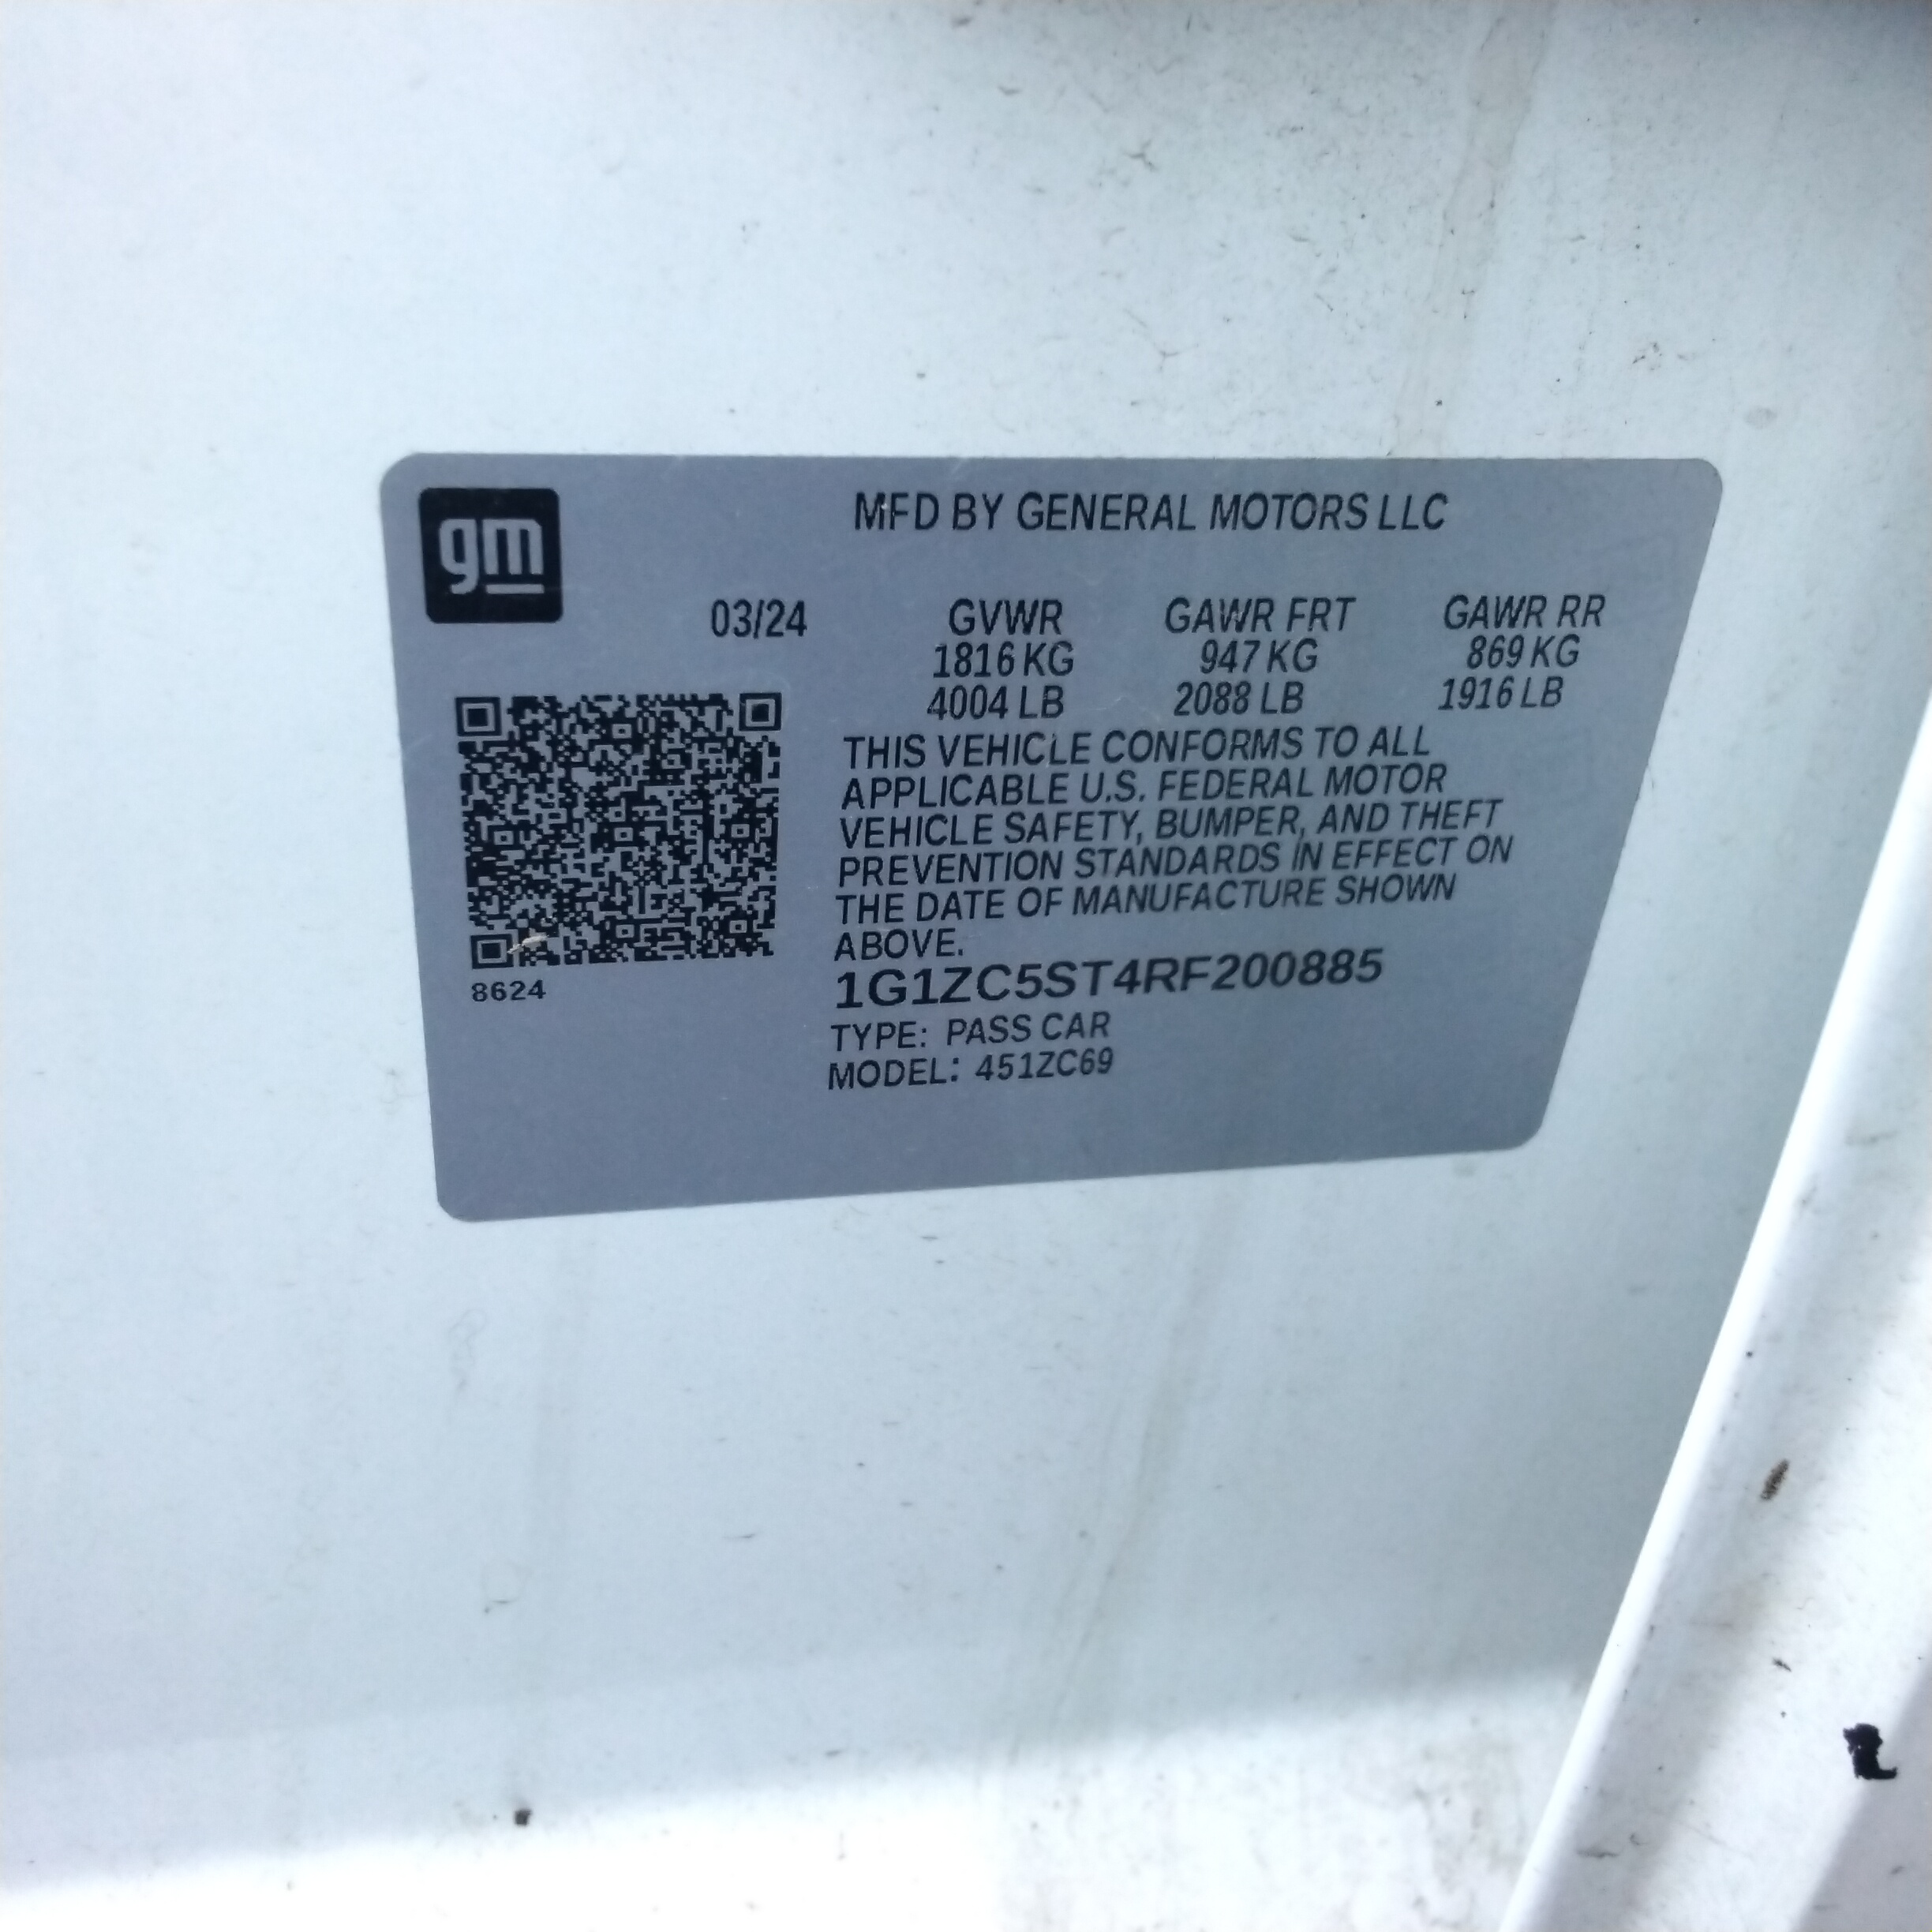 gm
MFD BY GENERAL MOTORS LLC
03/24 GVWR GAWR FRT GAWR RR
1816 KG 947 KG 869 KG
4004 LB 2088 LB 1916 LB
THIS VEHICLE CONFORMS TO ALL
APPLICABLE U.S. FEDERAL MOTOR
VEHICLE SAFETY, BUMPER, AND THEFT
PREVENTION STANDARDS IN EFFECT ON
THE DATE OF MANUFACTURE SHOWN
ABOVE.
8624
1G1ZC5ST4RF200885
TYPE: PASS CAR
MODEL: 451ZC69